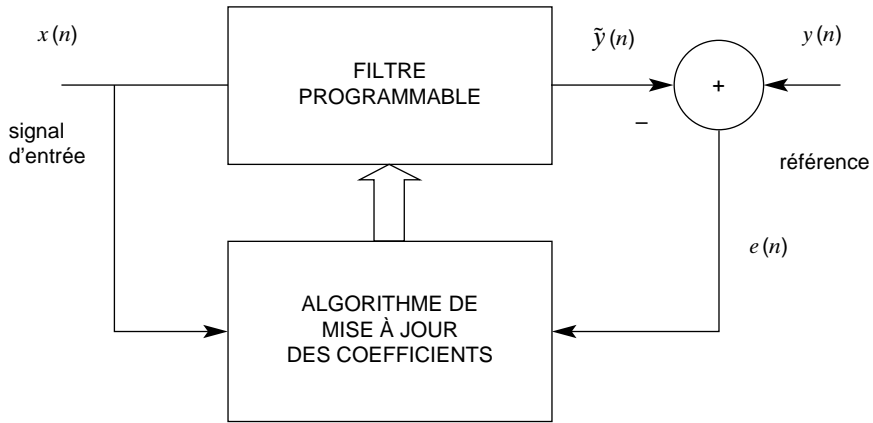 x(n)
FILTRE
PROGRAMMABLE
ỹ(n)
y(n)
+
–
signal
d'entrée
référence
e(n)
ALGORITHME DE
MISE À JOUR
DES COEFFICIENTS